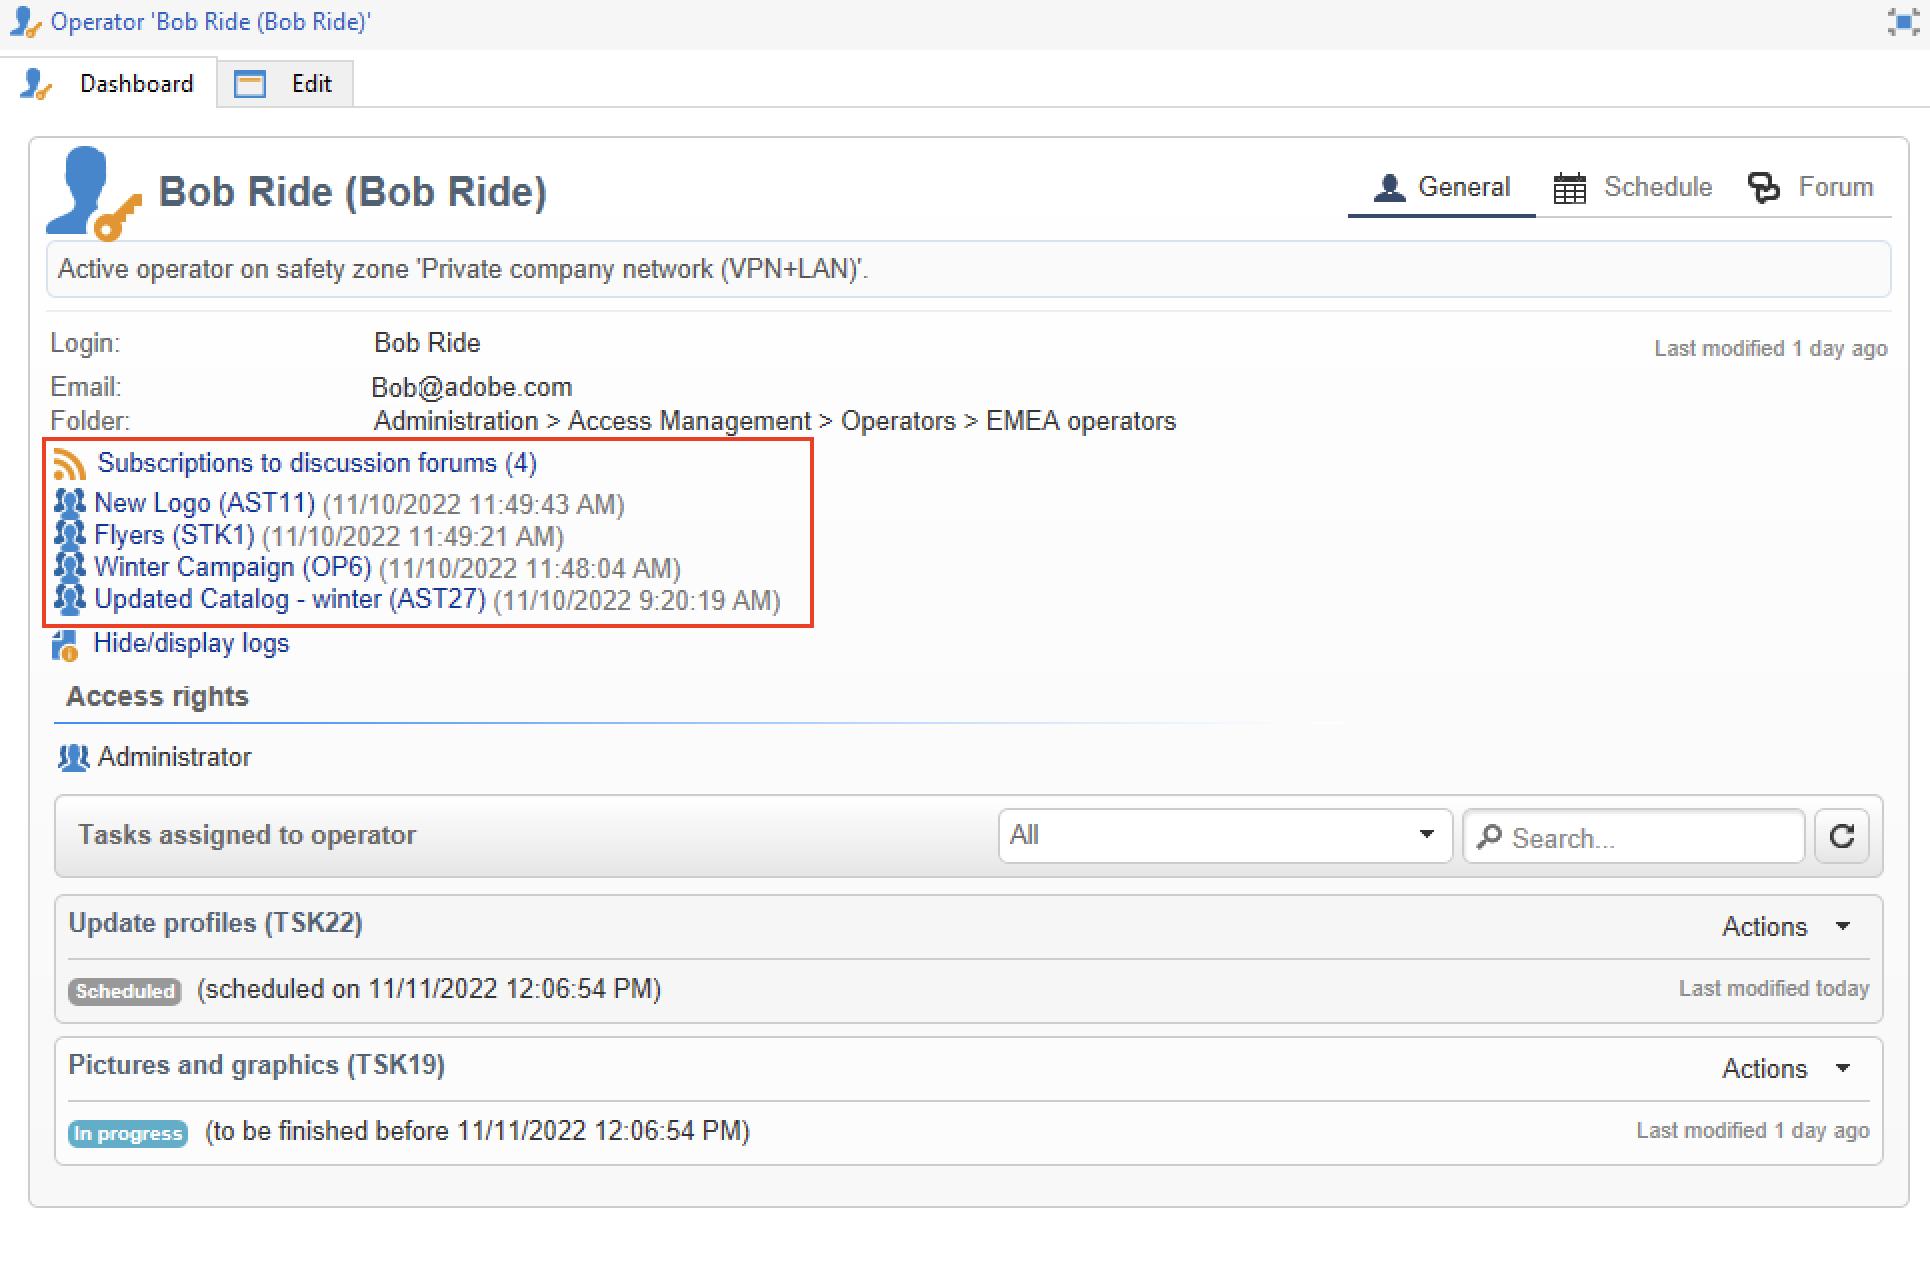 Operator 'Bob Ride (Bob Ride)'
Dashboard Edit
Bob Ride (Bob Ride)
General Schedule Forum
Active operator on safety zone 'Private company network (VPN+LAN)'.
Login: Bob Ride Last modified 1 day ago
Email: Bob@adobe.com
Folder: Administration > Access Management > Operators > EMEA operators
Subscriptions to discussion forums (4)
New Logo (AST11) (11/10/2022 11:49:43 AM)
Flyers (STK1) (11/10/2022 11:49:21 AM)
Winter Campaign (OP6) (11/10/2022 11:48:04 AM)
Updated Catalog - winter (AST27) (11/10/2022 9:20:19 AM)
Hide/display logs
Access rights
Administrator
Tasks assigned to operator All Search...
Update profiles (TSK22) Actions
Scheduled (scheduled on 11/11/2022 12:06:54 PM) Last modified today
Pictures and graphics (TSK19) Actions
In progress (to be finished before 11/11/2022 12:06:54 PM) Last modified 1 day ago